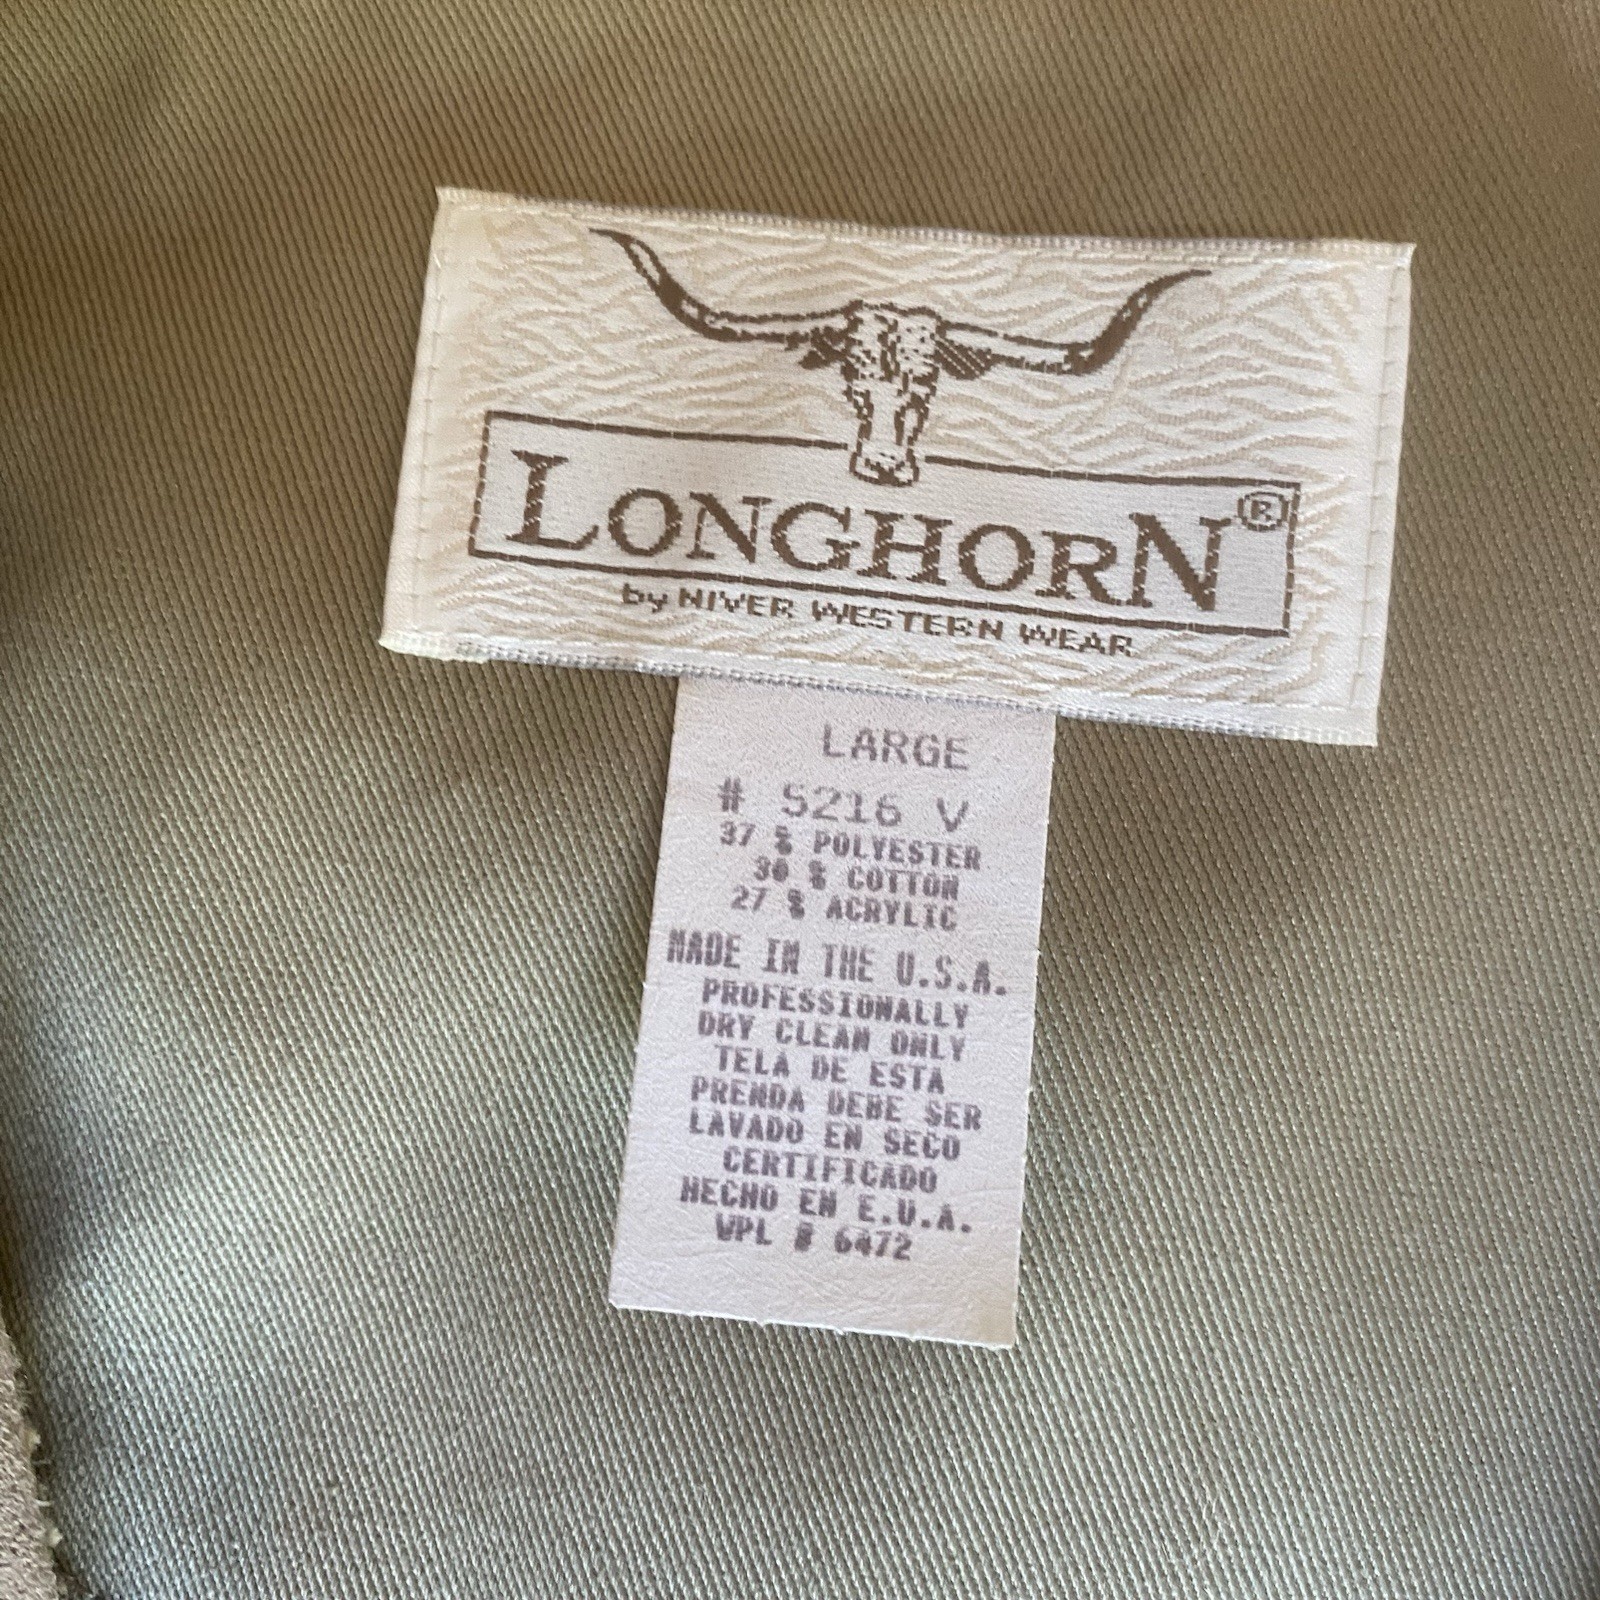 LONGHORN®
by NIVER WESTERN WEAR
LARGE
# 5216 V
37 % POLYESTER
30 % COTTON
27 % ACRYLIC
MADE IN THE U.S.A.
PROFESSIONALLY
DRY CLEAN ONLY
TELA DE ESTA
PRENDA DEBE SER
LAVADO EN SECO
CERTIFICADO
HECHO EN E.U.A.
WPL # 6472